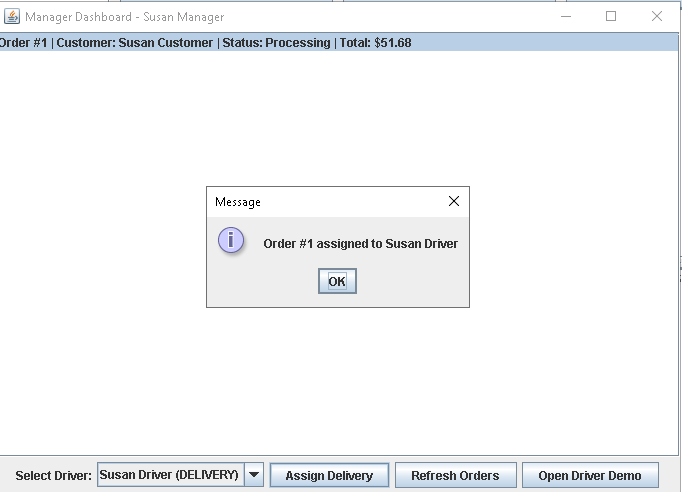 Manager Dashboard - Susan Manager
Order #1 | Customer: Susan Customer | Status: Processing | Total: $51.68
Message
Order #1 assigned to Susan Driver
OK
Select Driver: Susan Driver (DELIVERY) Assign Delivery Refresh Orders Open Driver Demo